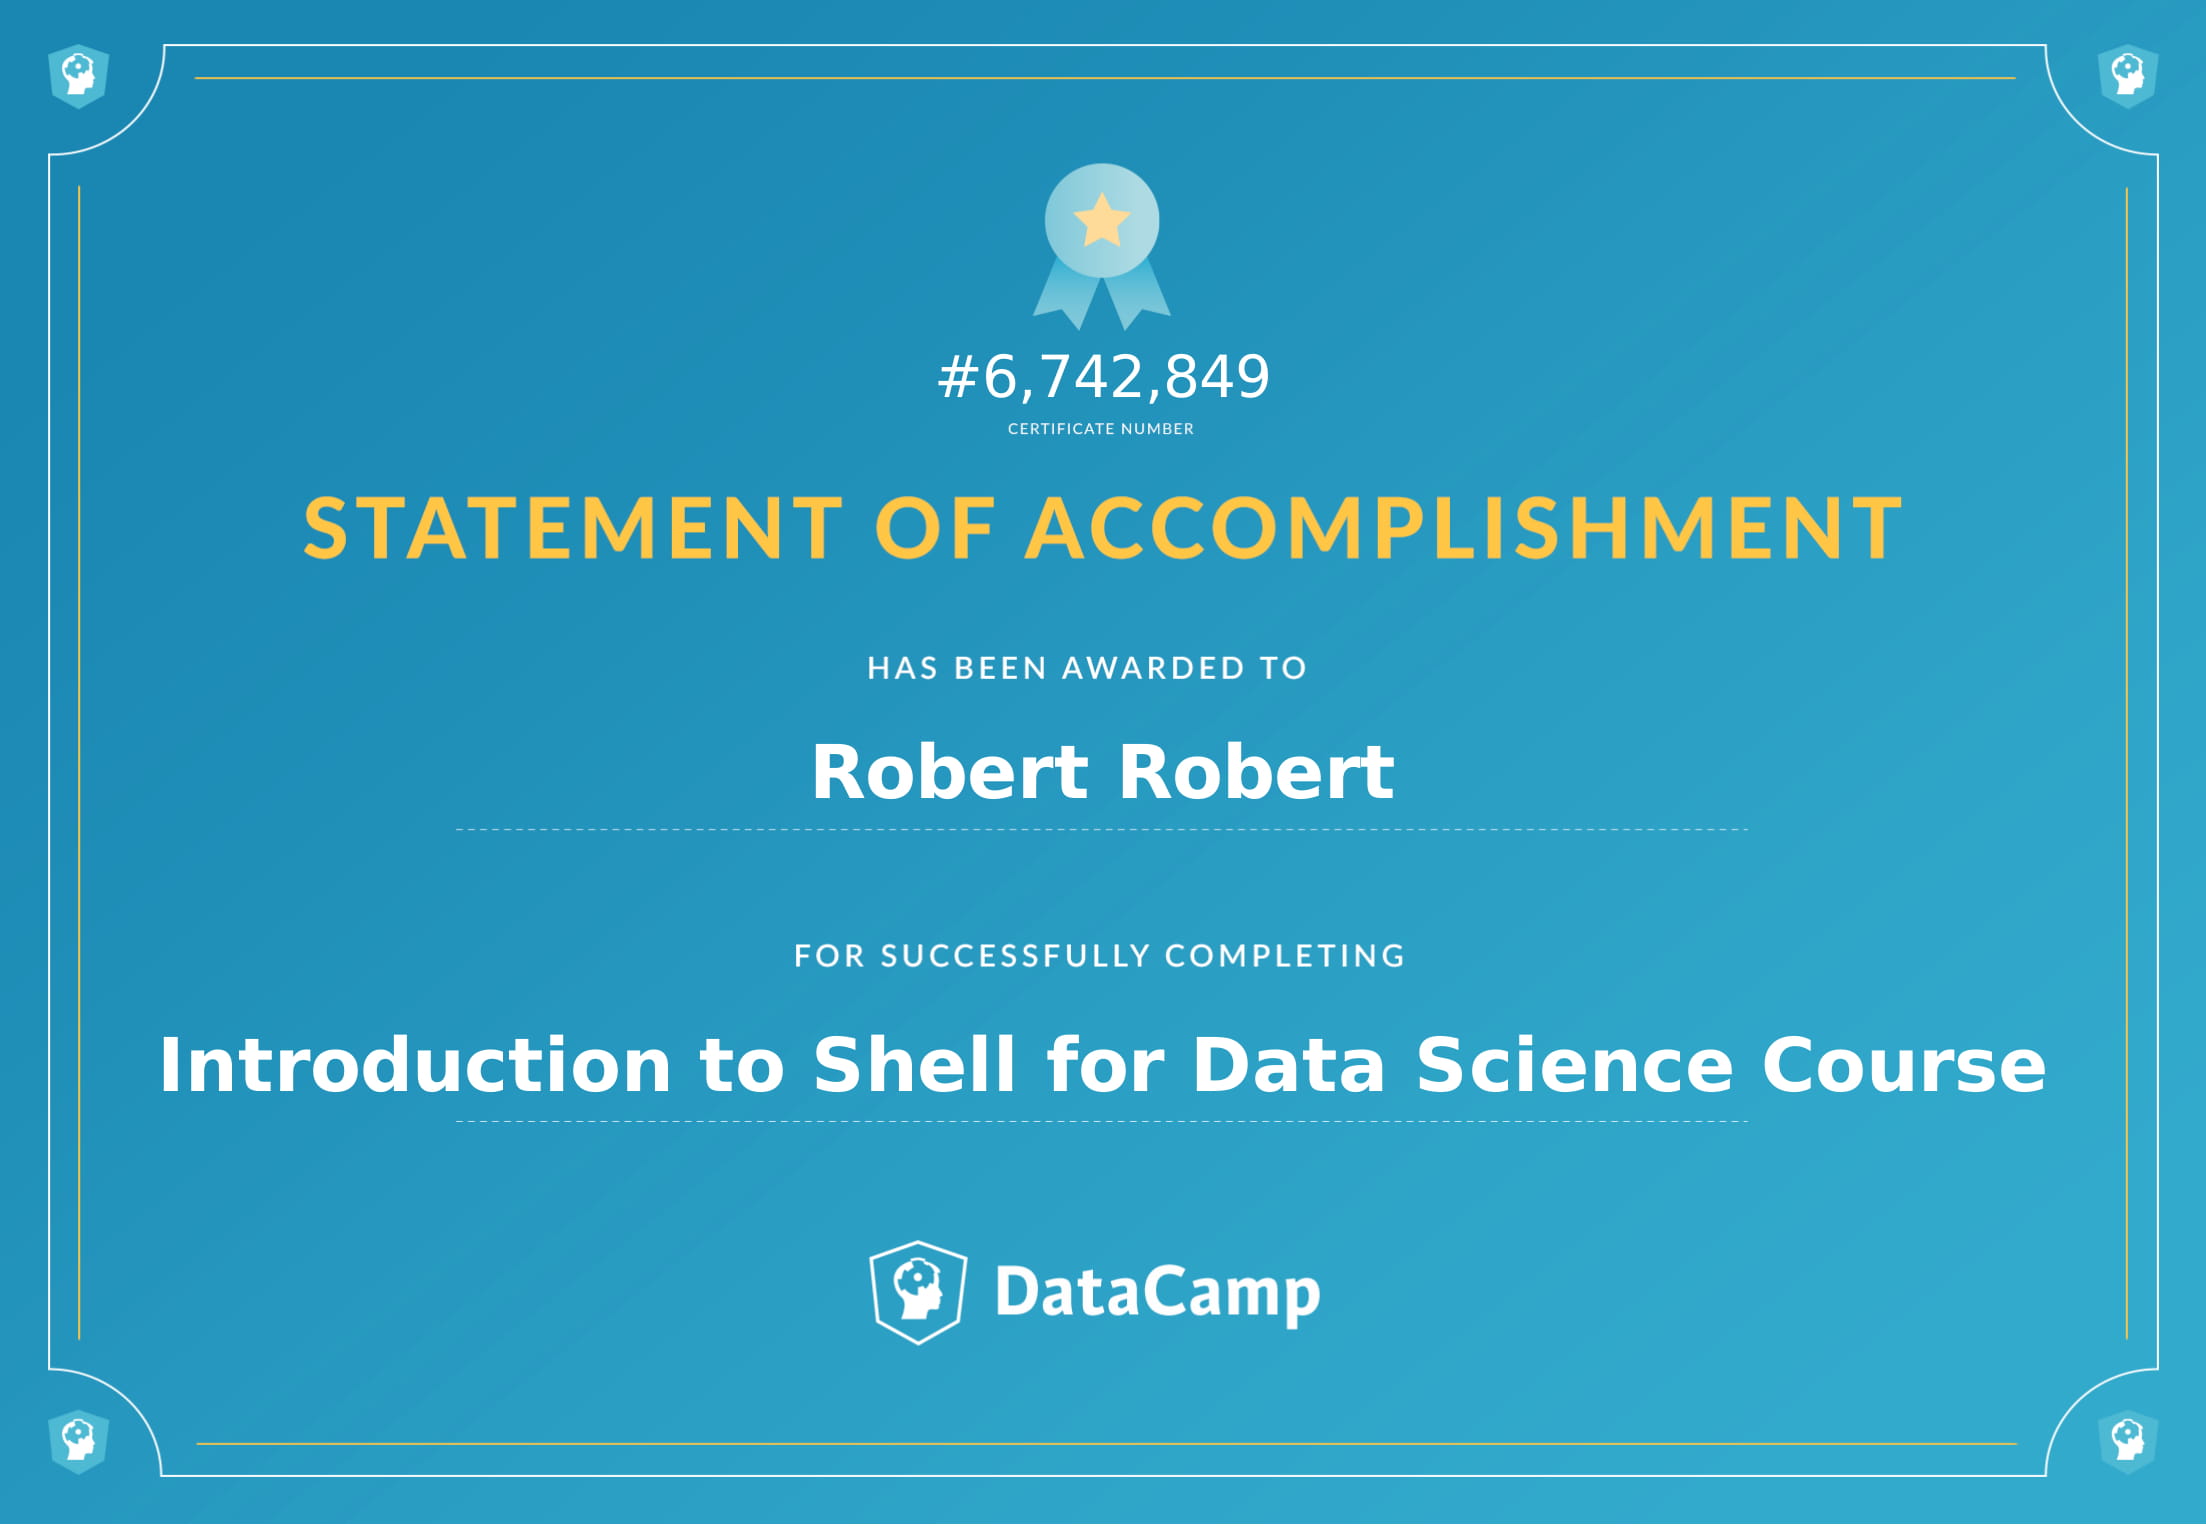 #6,742,849
CERTIFICATE NUMBER
STATEMENT OF ACCOMPLISHMENT
HAS BEEN AWARDED TO
Robert Robert
FOR SUCCESSFULLY COMPLETING
Introduction to Shell for Data Science Course
DataCamp